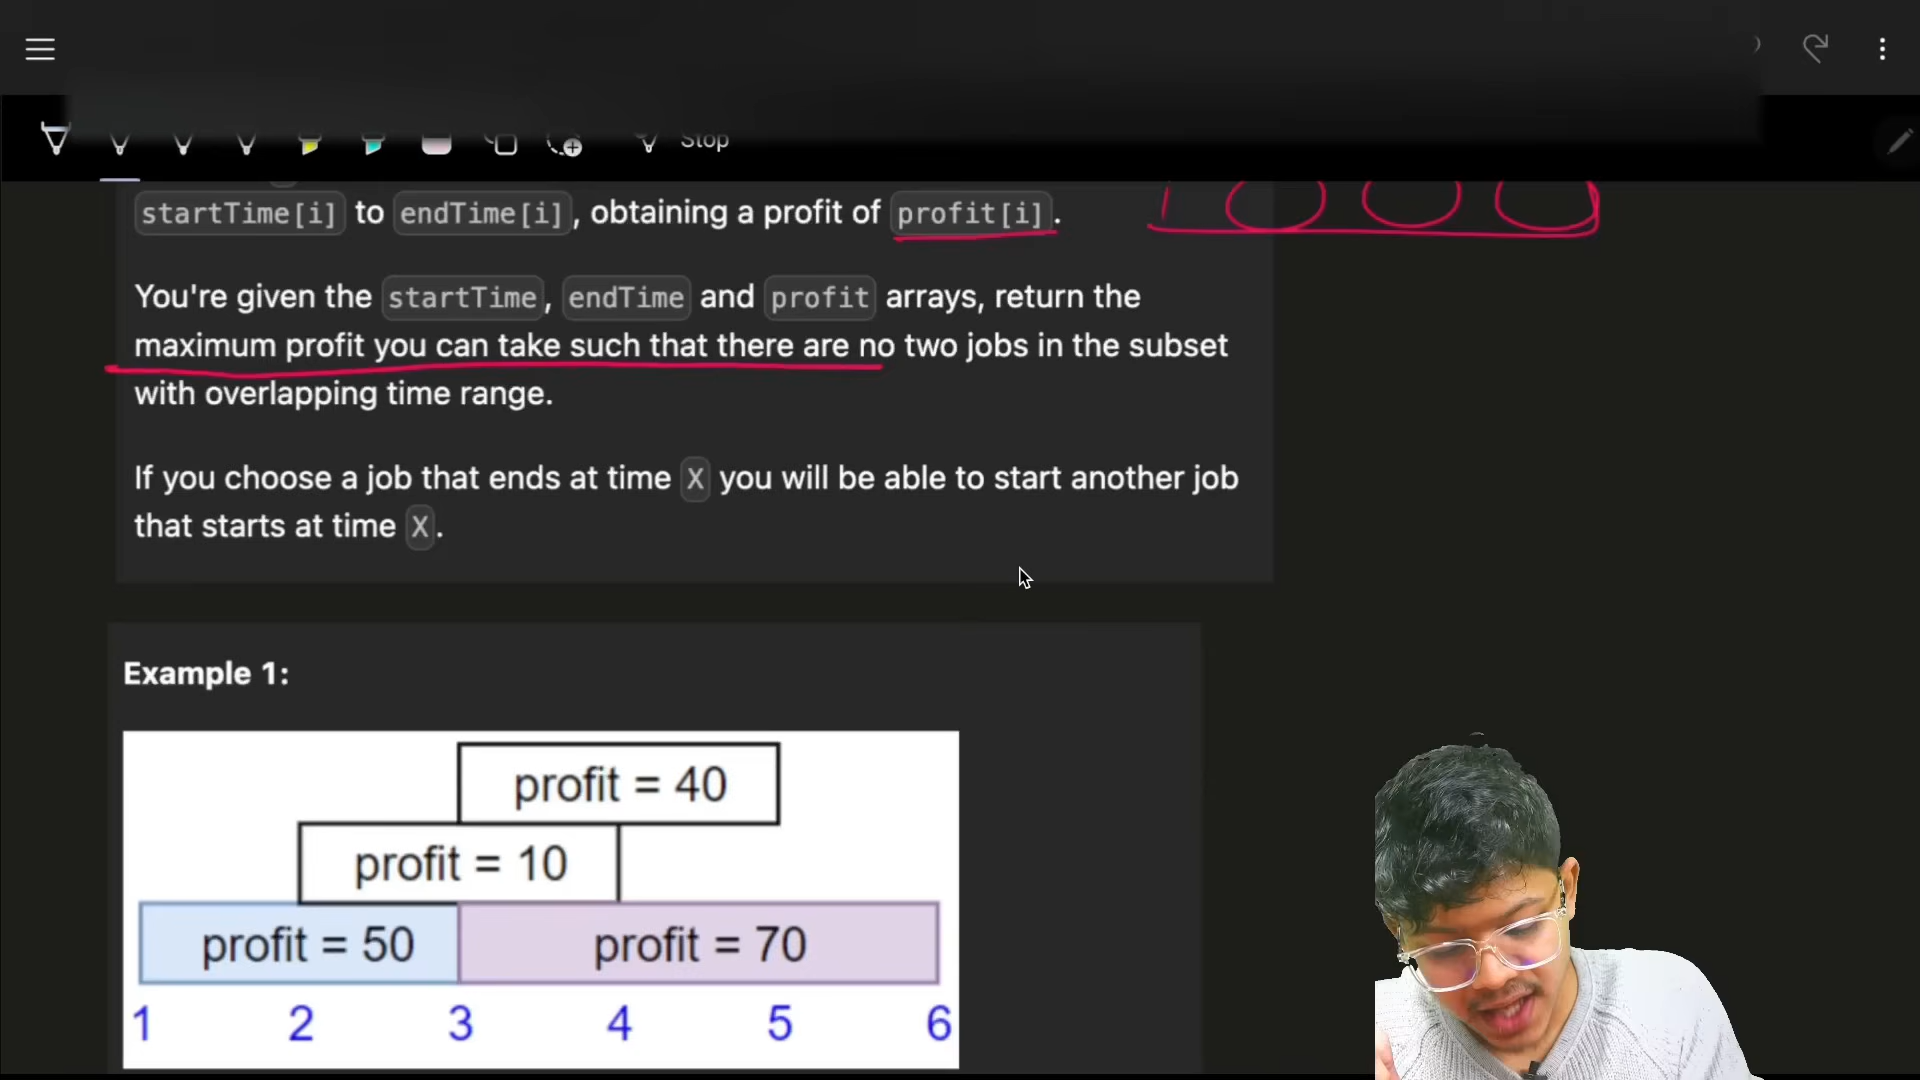 Stop
startTime[i] to endTime[i], obtaining a profit of profit[i].
You're given the startTime, endTime and profit arrays, return the
maximum profit you can take such that there are no two jobs in the subset
with overlapping time range.
If you choose a job that ends at time X you will be able to start another job
that starts at time X.
Example 1:
profit = 40
profit = 10
profit = 50 profit = 70
1 2 3 4 5 6